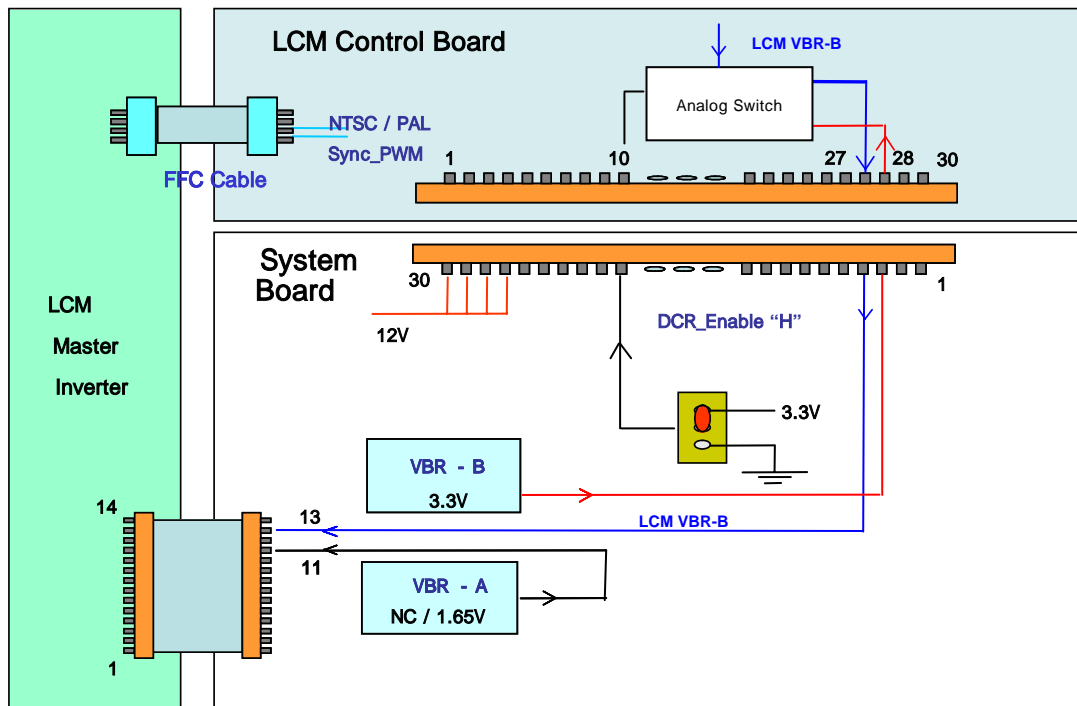 LCM Control Board
LCM VBR-B
Analog Switch
NTSC / PAL
Sync_PWM
FFC Cable
1
10
27
28
30
System
Board
30
1
12V
DCR_Enable “H”
3.3V
LCM
Master
Inverter
VBR - B
3.3V
LCM VBR-B
14
13
11
VBR - A
NC / 1.65V
1